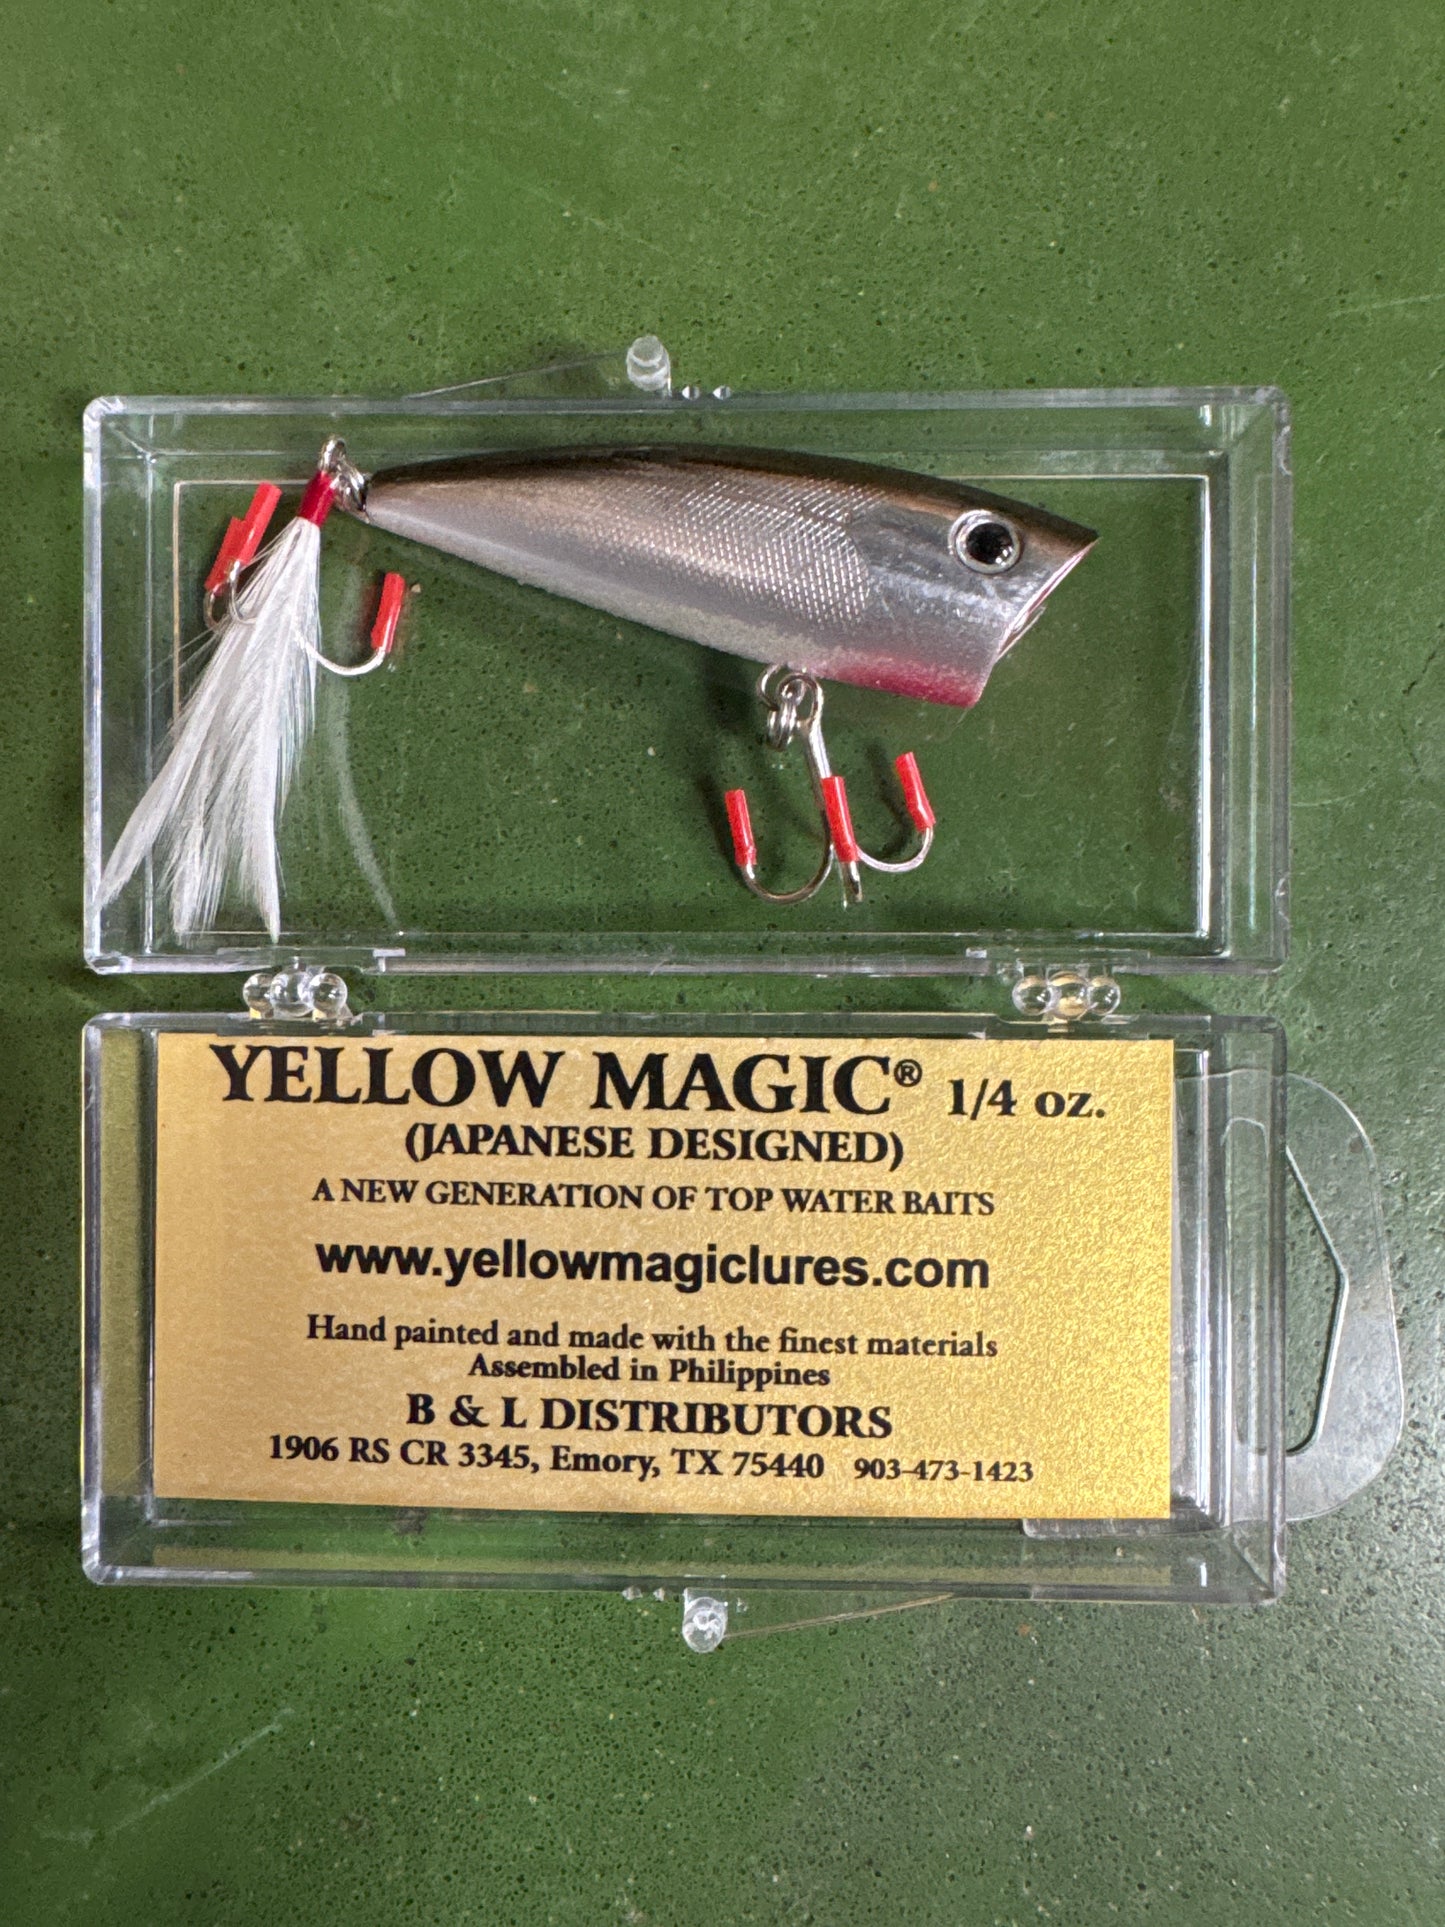 YELLOW MAGIC® 1/4 oz.
(JAPANESE DESIGNED)
A NEW GENERATION OF TOP WATER BAITS
www.yellowmagiclures.com
Hand painted and made with the finest materials
Assembled in Philippines
B & L DISTRIBUTORS
1906 RS CR 3345, Emory, TX 75440 903-473-1423